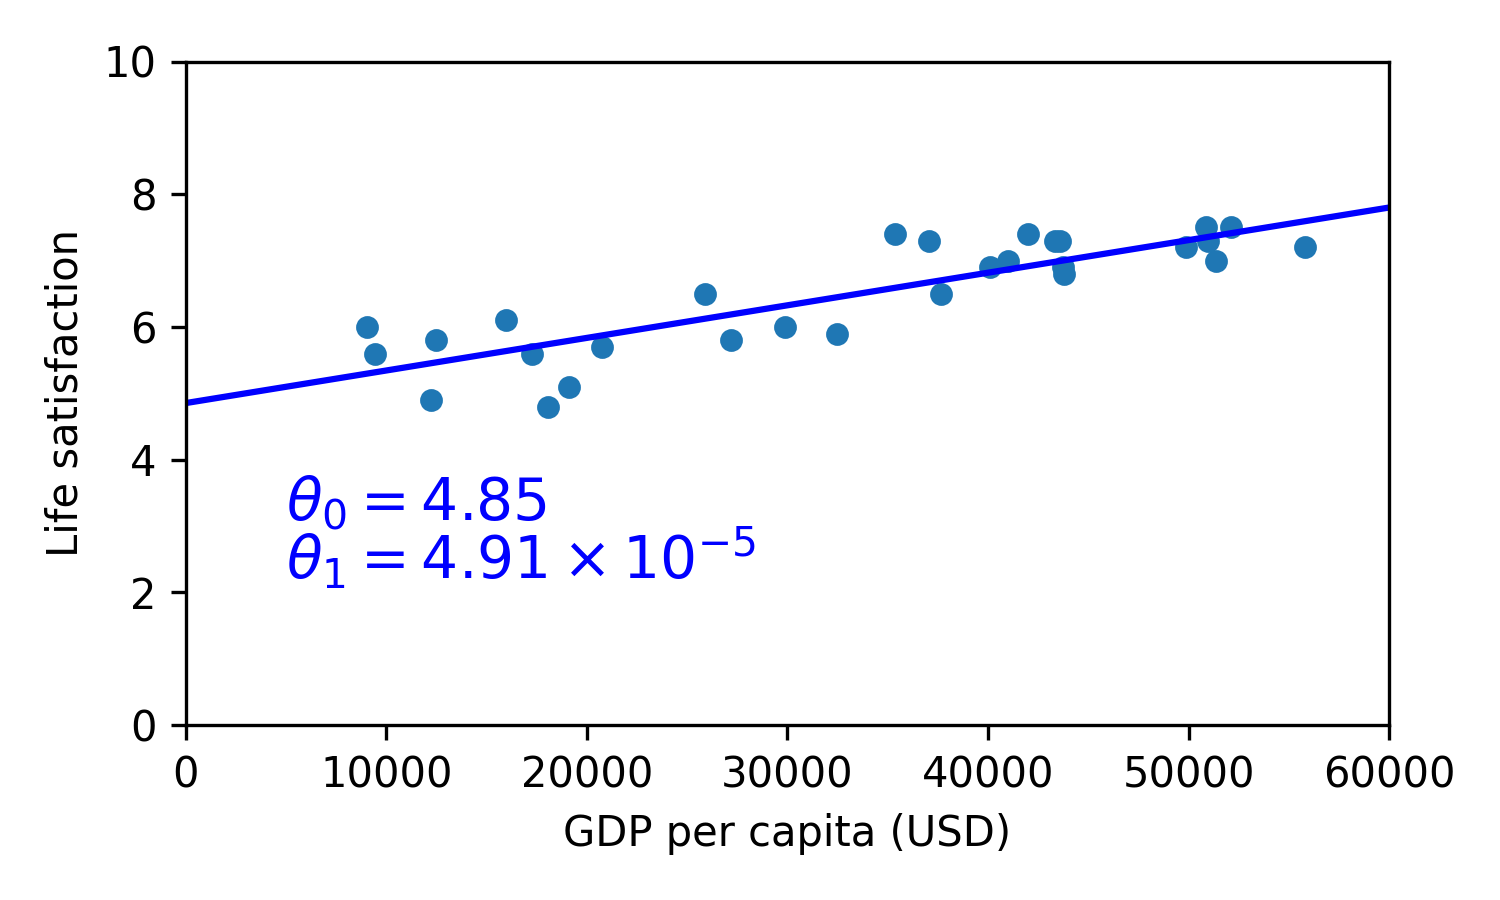 10
8
6
4
2
0
Life satisfaction
θ₀ = 4.85
θ₁ = 4.91 × 10⁻⁵
0 10000 20000 30000 40000 50000 60000
GDP per capita (USD)